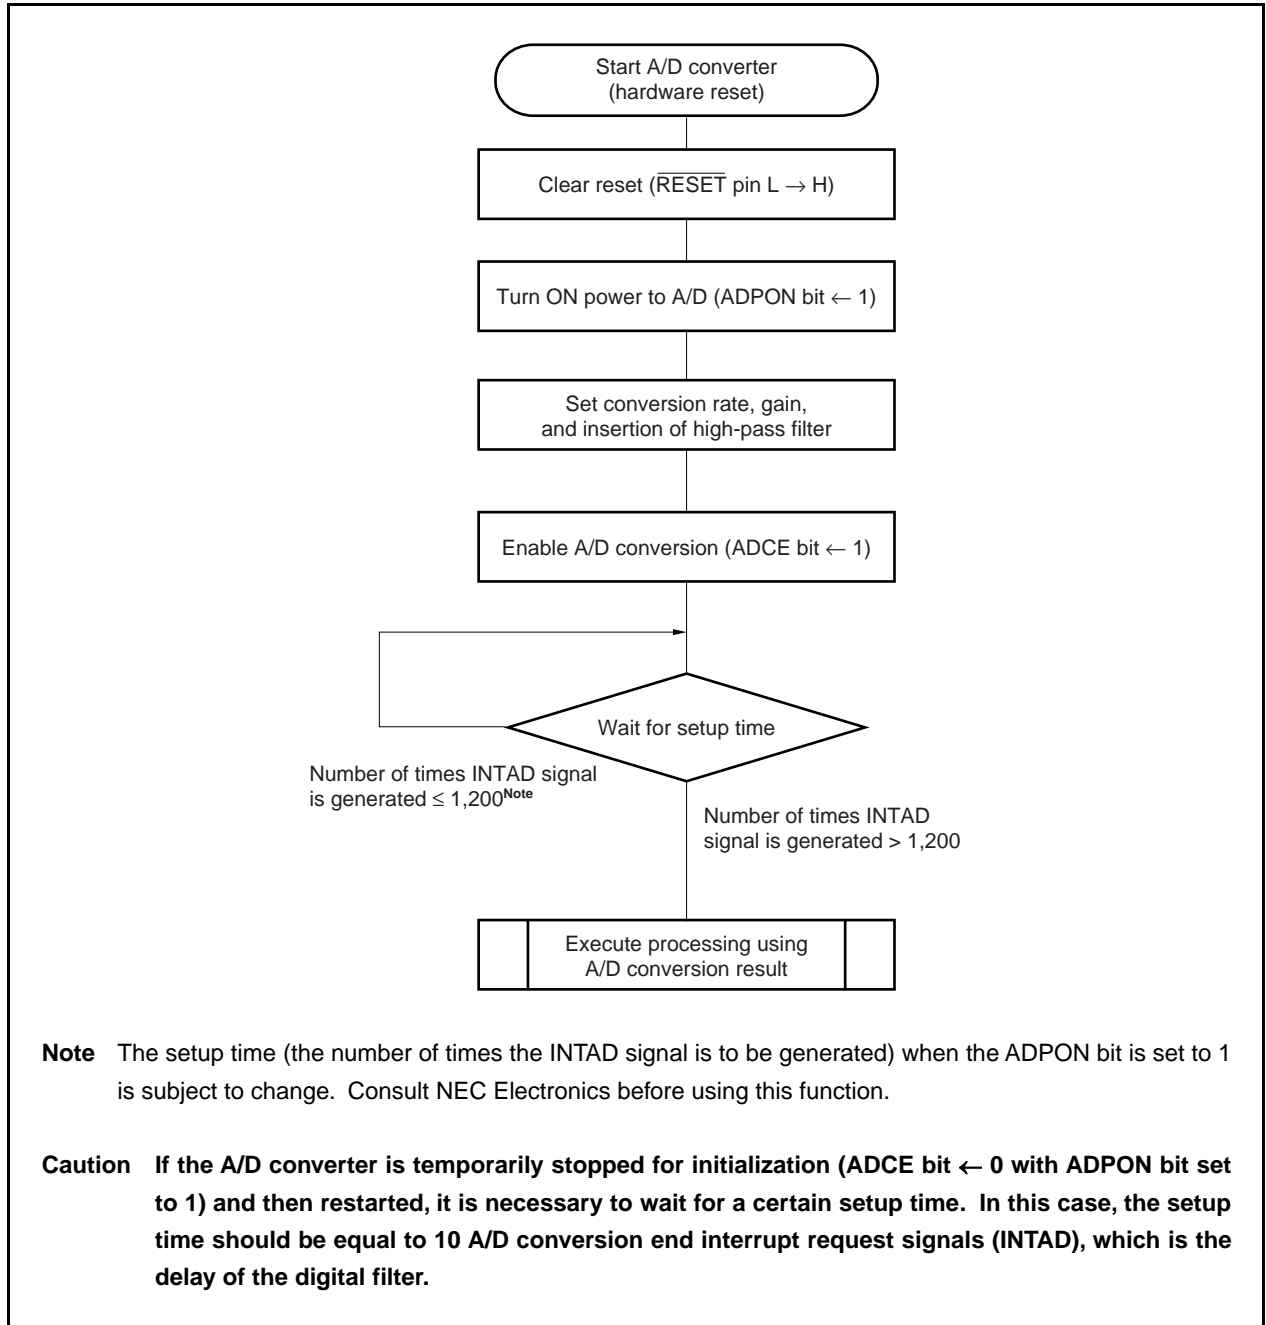 Start A/D converter
(hardware reset)
Clear reset (RESET pin L → H)
Turn ON power to A/D (ADPON bit ← 1)
Set conversion rate, gain,
and insertion of high-pass filter
Enable A/D conversion (ADCE bit ← 1)
Wait for setup time
Number of times INTAD signal
is generated ≤ 1,200Note
Number of times INTAD
signal is generated > 1,200
Execute processing using
A/D conversion result
Note The setup time (the number of times the INTAD signal is to be generated) when the ADPON bit is set to 1
is subject to change. Consult NEC Electronics before using this function.
Caution If the A/D converter is temporarily stopped for initialization (ADCE bit ← 0 with ADPON bit set
to 1) and then restarted, it is necessary to wait for a certain setup time. In this case, the setup
time should be equal to 10 A/D conversion end interrupt request signals (INTAD), which is the
delay of the digital filter.